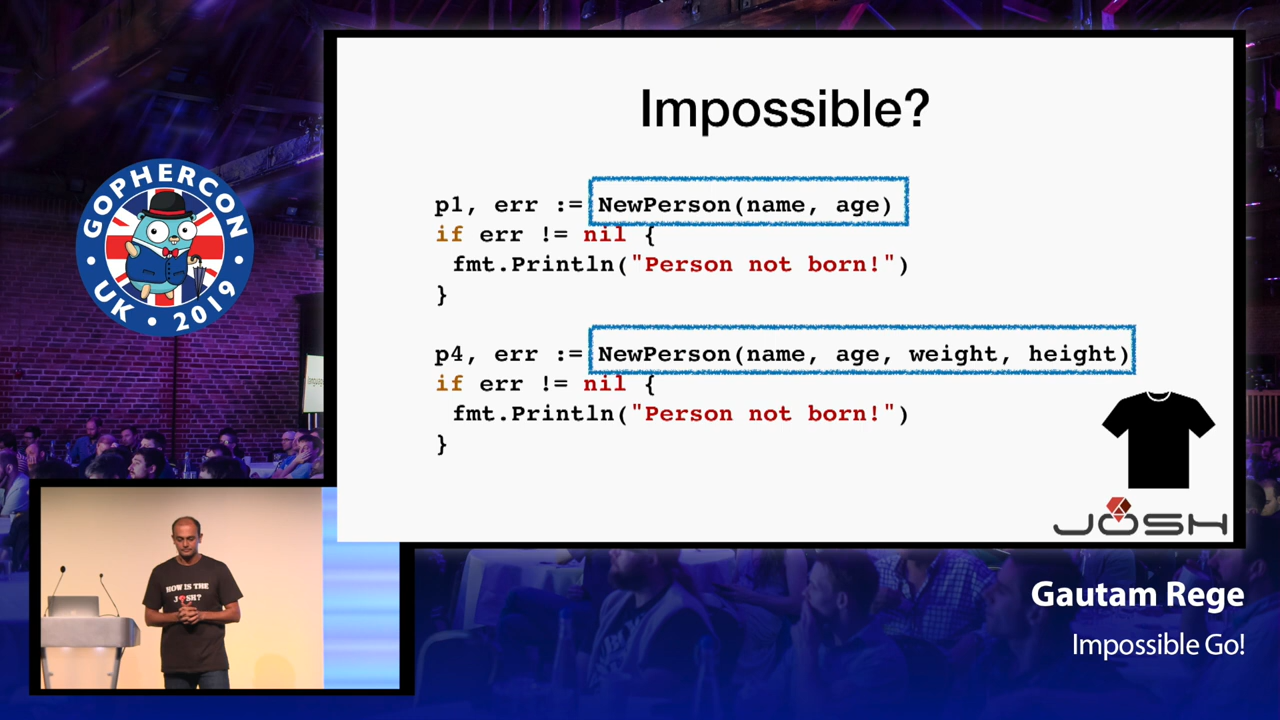 Impossible?
p1, err := NewPerson(name, age)
if err != nil {
fmt.Println("Person not born!")
}
p4, err := NewPerson(name, age, weight, height)
if err != nil {
fmt.Println("Person not born!")
}
JOSH
GOPHERCON
UK • 2019
HOW IS THE
JOSH?
Gautam Rege
Impossible Go!